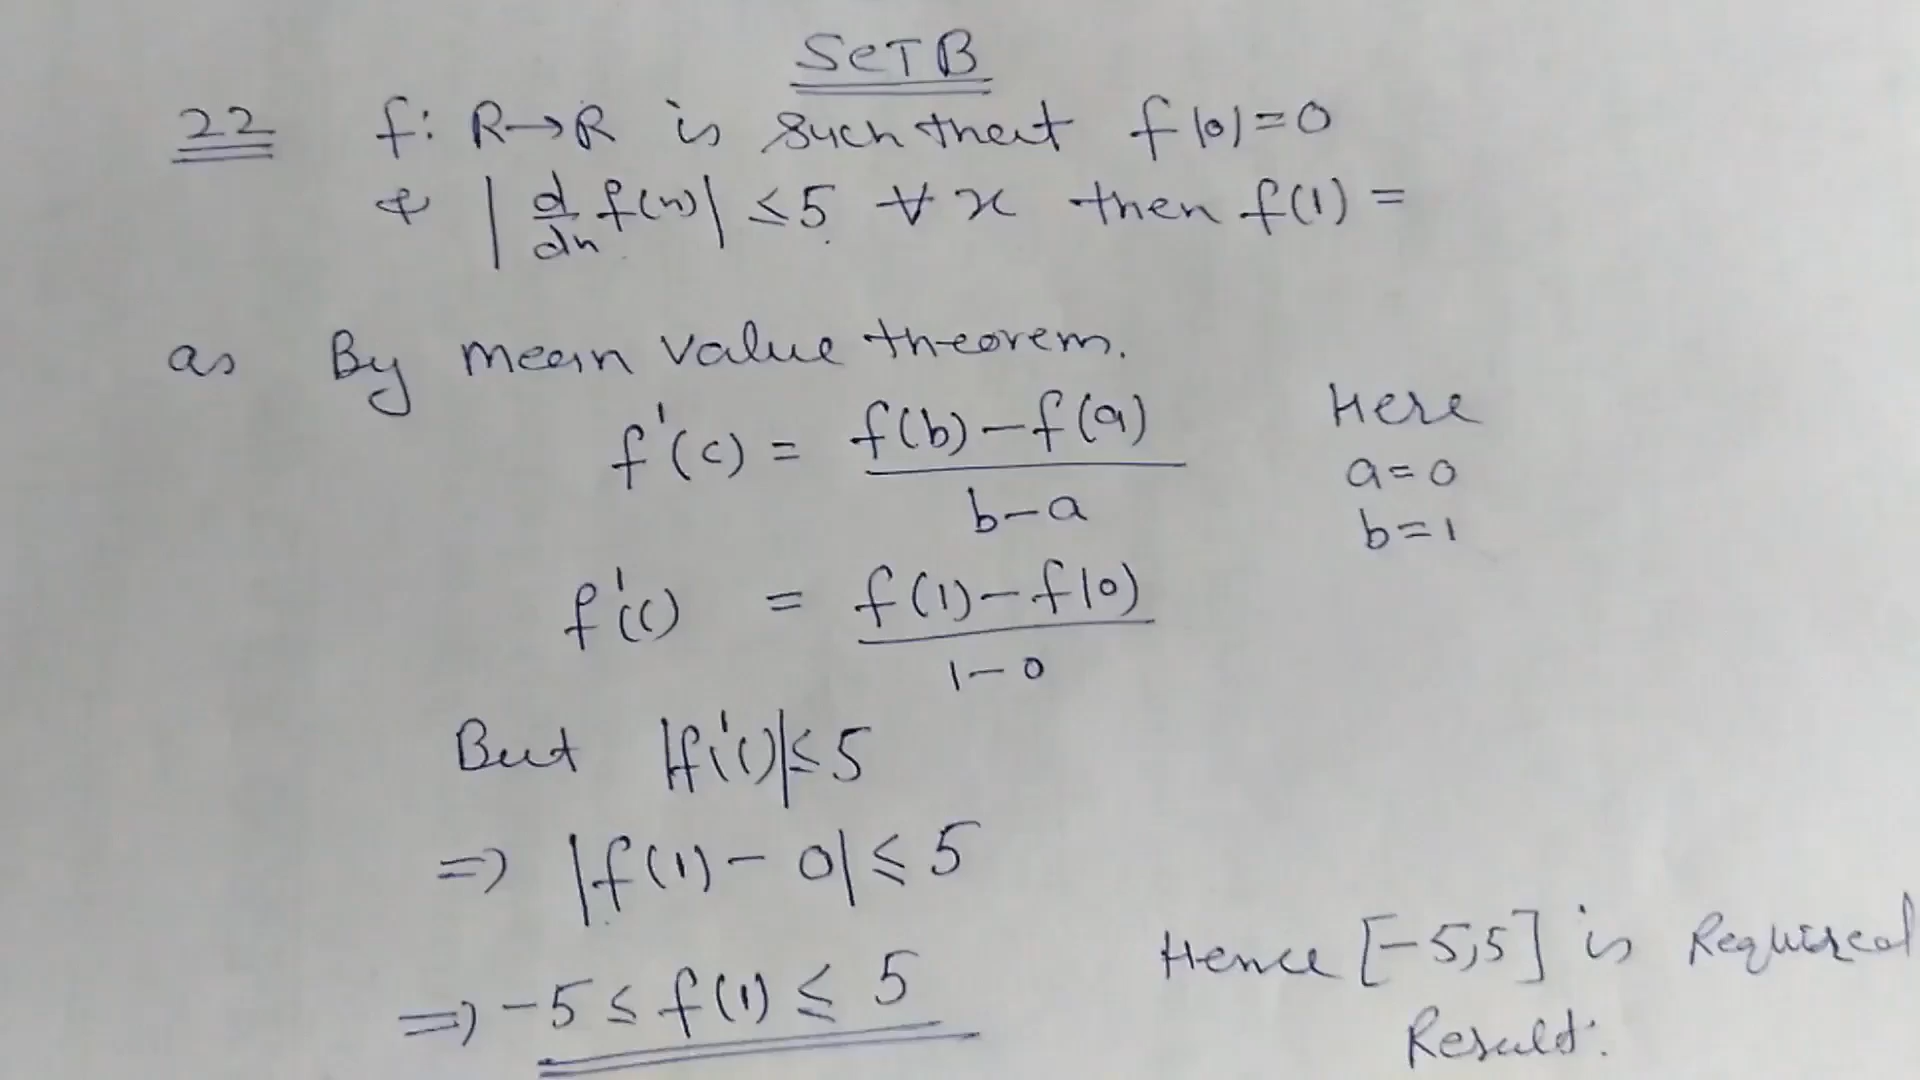 SET B
22 f: R→R is such that f(0)=0
& |d/dx f(x)| ≤5 ∀ x then f(1) =
as By mean value theorem.
f'(c) = f(b)-f(a) / b-a
Here
a=0
b=1
f'(c) = f(1)-f(0) / 1-0
But |f'(c)|≤5
=> |f(1)-0|≤5
=> -5≤f(1)≤5
Hence [-5,5] is Required
Result.